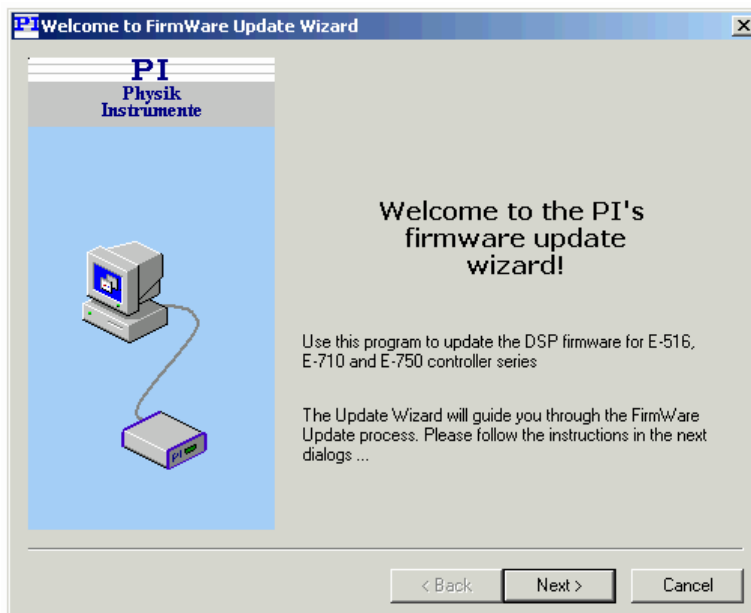 Welcome to FirmWare Update Wizard
PI
Physik
Instrumente
Welcome to the PI's
firmware update
wizard!
Use this program to update the DSP firmware for E-516,
E-710 and E-750 controller series
The Update Wizard will guide you through the FirmWare
Update process. Please follow the instructions in the next
dialogs ...
PI
< Back
Next >
Cancel